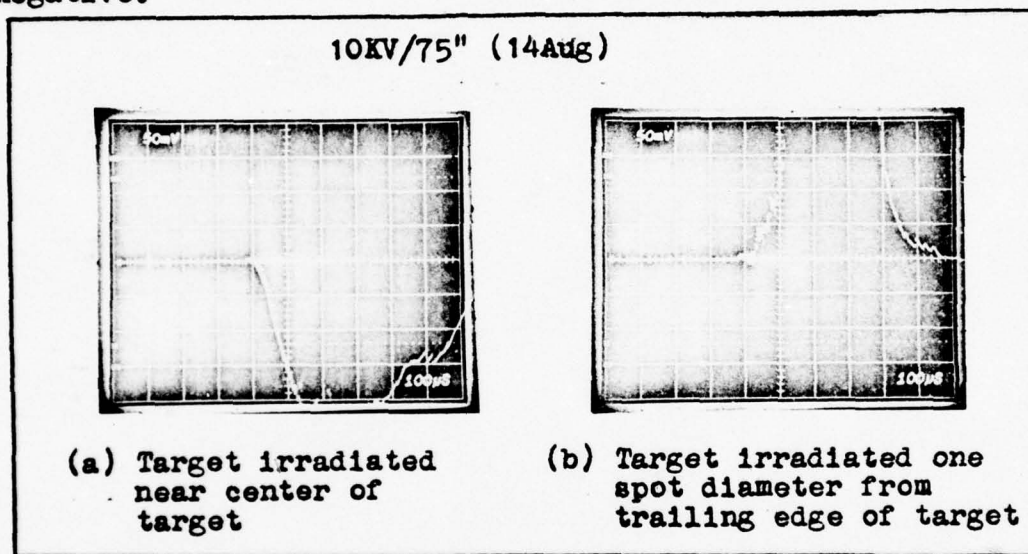 negative.
10KV/75" (14Aug)
50mV
100µS
50mV
100µS
(a) Target irradiated
near center of
target
(b) Target irradiated one
spot diameter from
trailing edge of target